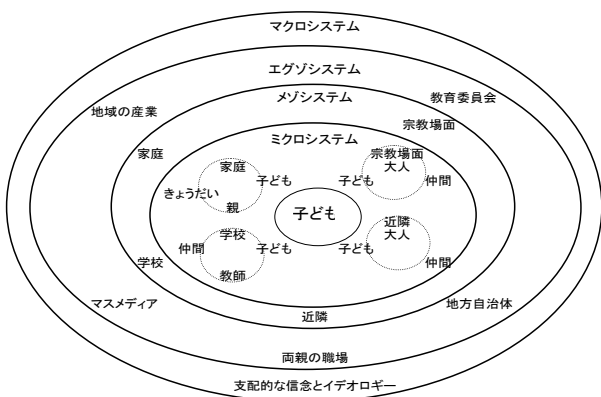 マクロシステム
エグゾシステム
メゾシステム
地域の産業
教育委員会
宗教場面
ミクロシステム
家庭
家庭
宗教場面
大人
子ども
子ども
仲間
きょうだい
親
子ども
学校
近隣
大人
仲間
子ども
子ども
学校
教師
仲間
マスメディア
地方自治体
近隣
両親の職場
支配的な信念とイデオロギー